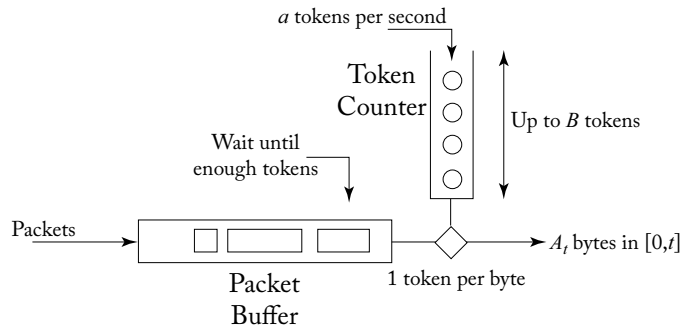 a tokens per second
Token
Counter
Up to B tokens
Wait until
enough tokens
Packets
A_t bytes in [0,t]
1 token per byte
Packet
Buffer